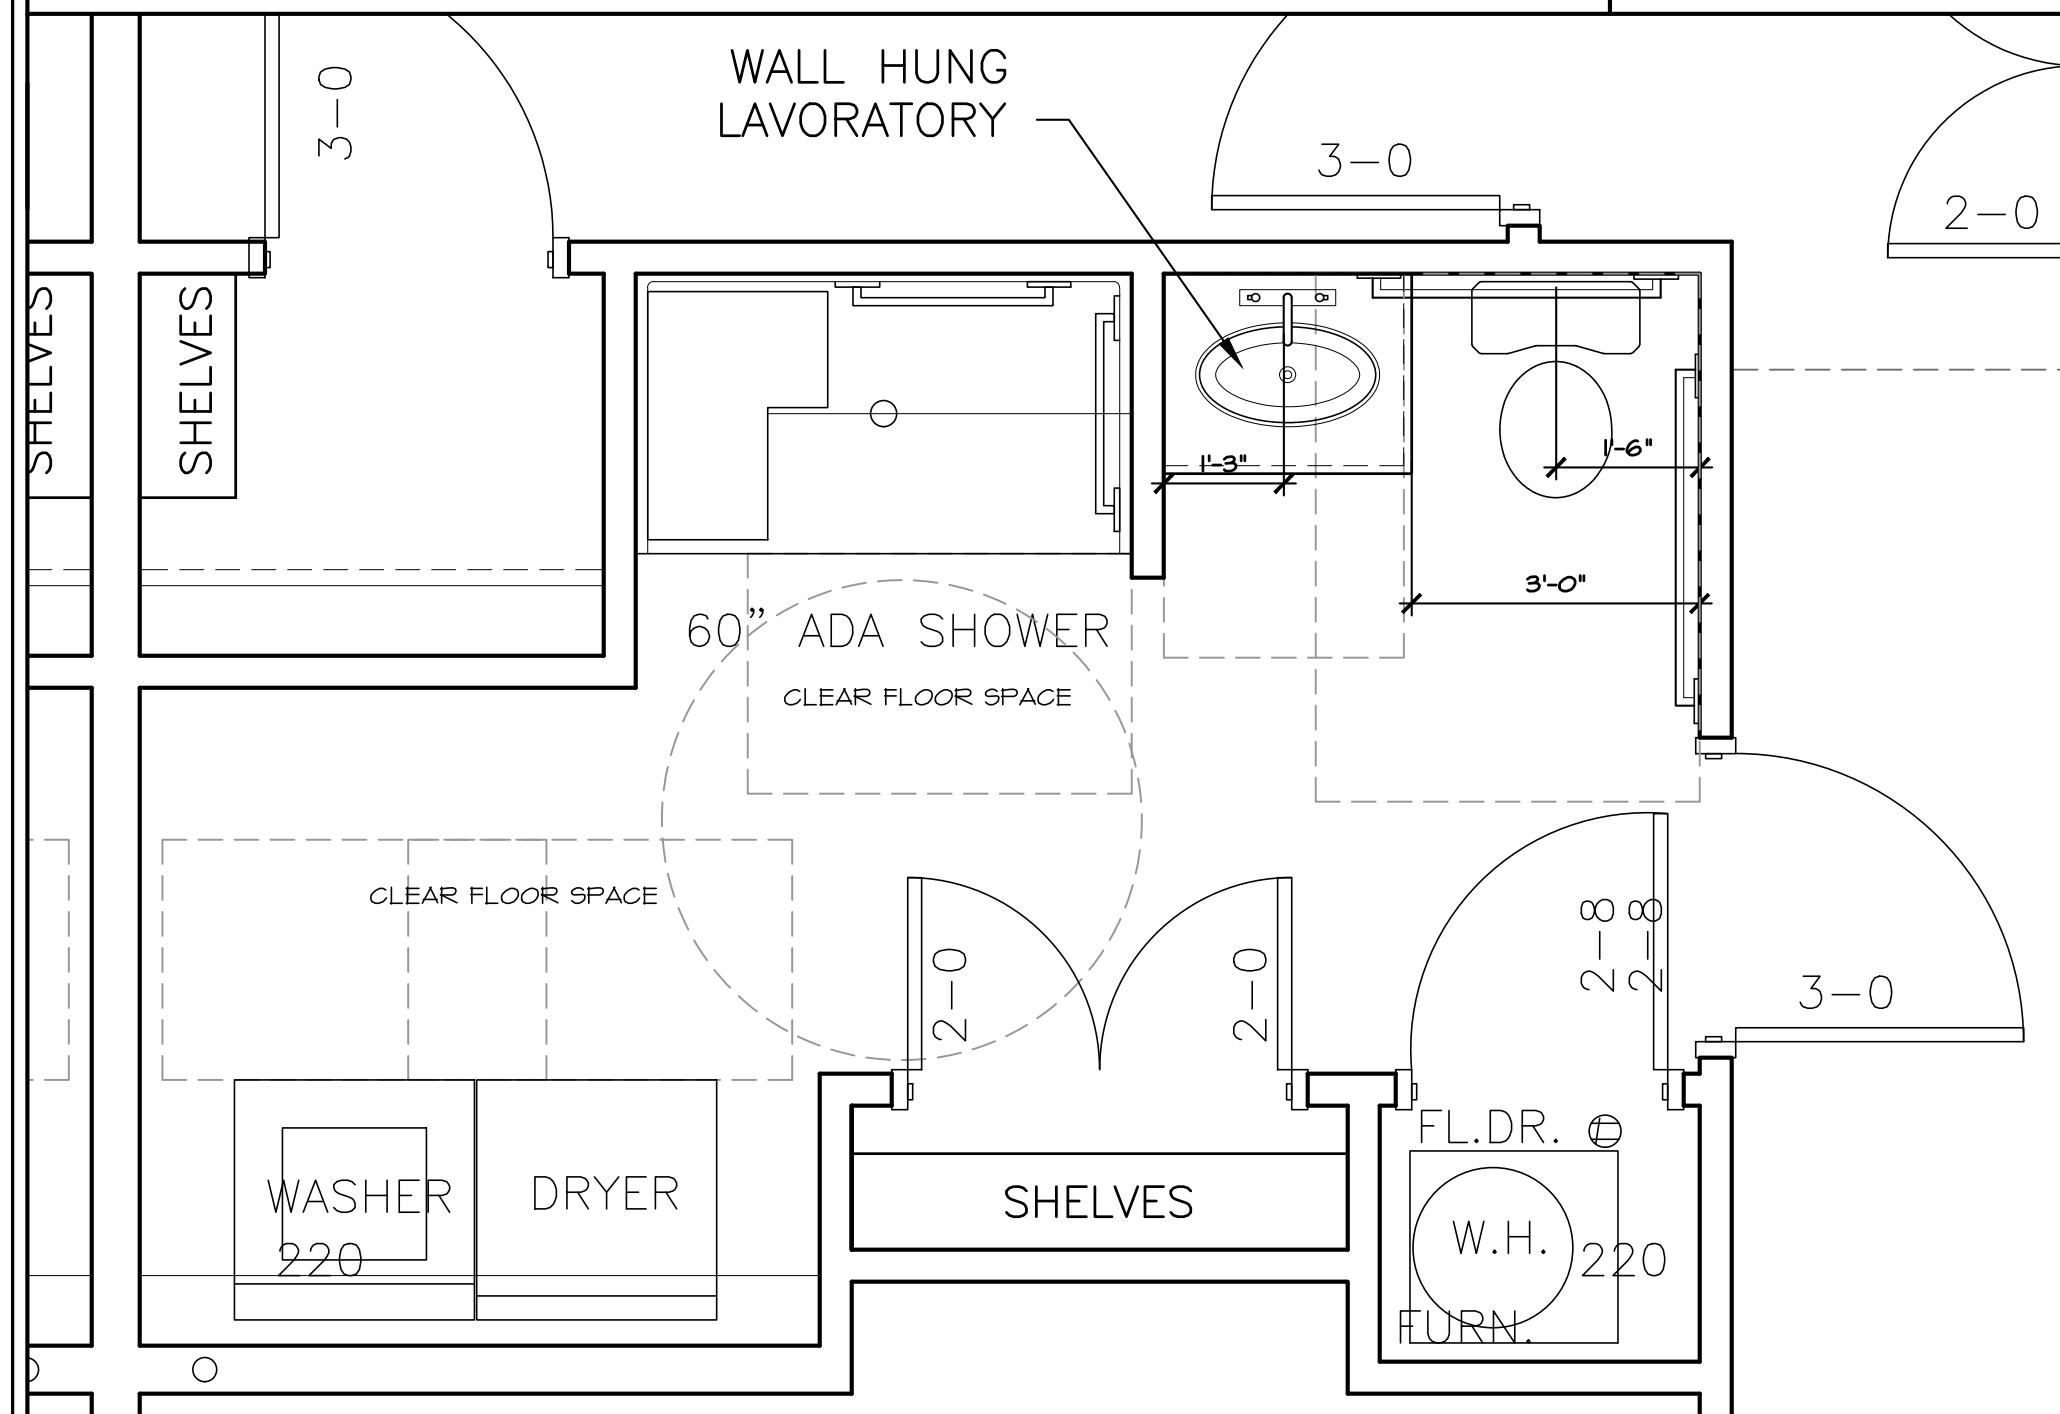 3-0
WALL HUNG
LAVORATORY
3-0
2-0
SHELVES
SHELVES
1'-3"
1'-6"
3'-0"
60” ADA SHOWER
CLEAR FLOOR SPACE
CLEAR FLOOR SPACE
2-0
2-0
2-8
2-8
3-0
FL.DR.
WASHER
DRYER
SHELVES
W.H.
220
220
FURN.